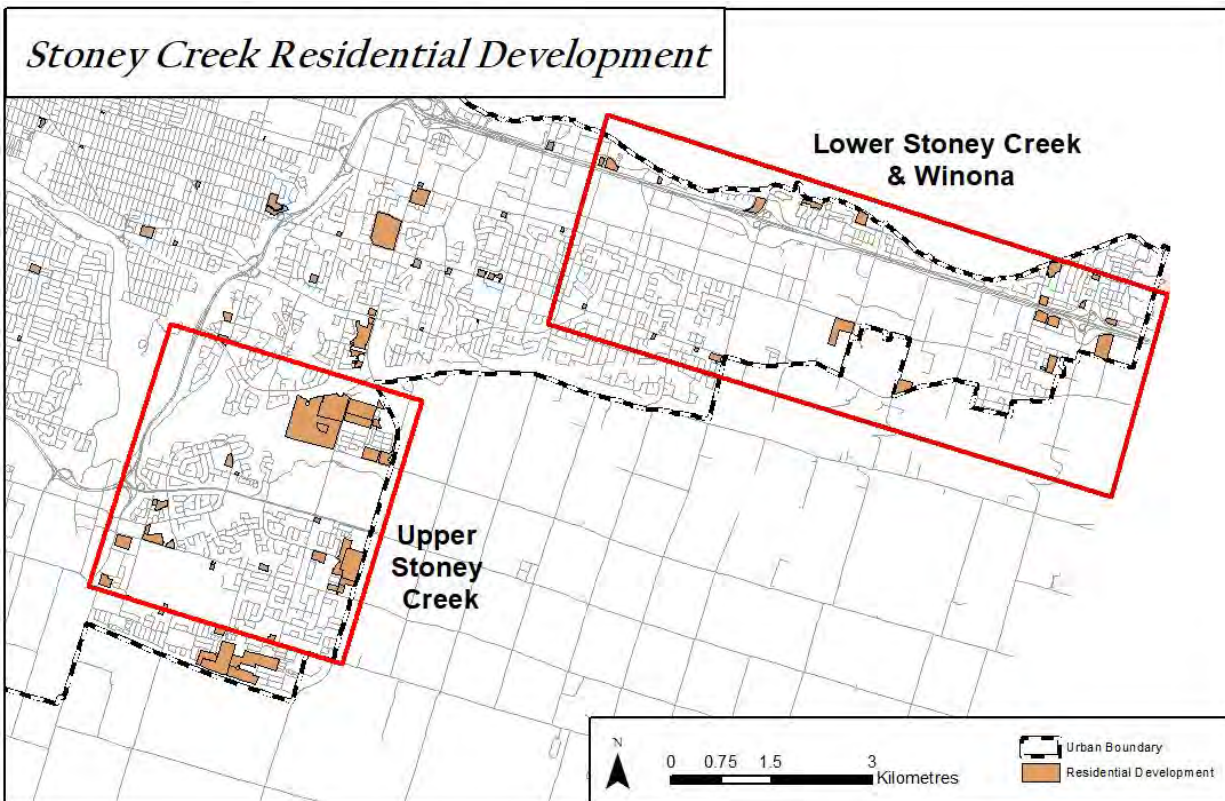 Stoney Creek Residential Development
Lower Stoney Creek
& Winona
Upper
Stoney
Creek
N
0 0.75 1.5 3
Kilometres
Urban Boundary
Residential Development